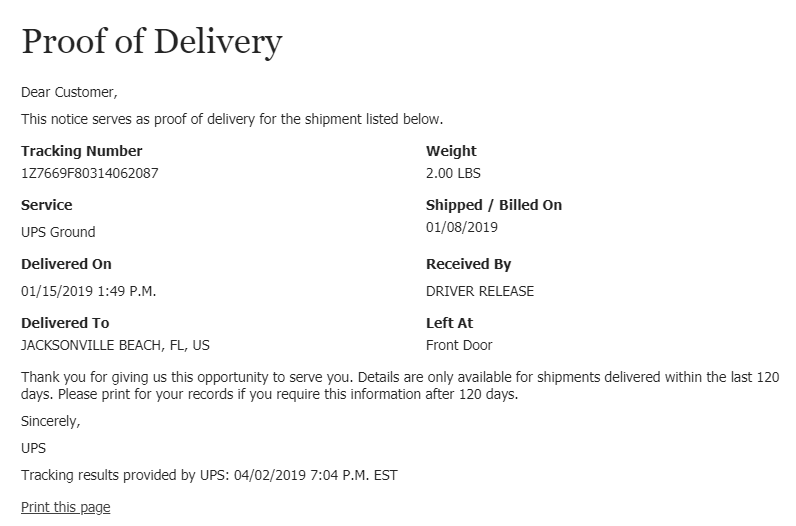 Proof of Delivery
Dear Customer,
This notice serves as proof of delivery for the shipment listed below.
Tracking Number
1Z7669F80314062087
Weight
2.00 LBS
Service
UPS Ground
Shipped / Billed On
01/08/2019
Delivered On
01/15/2019 1:49 P.M.
Received By
DRIVER RELEASE
Delivered To
JACKSONVILLE BEACH, FL, US
Left At
Front Door
Thank you for giving us this opportunity to serve you. Details are only available for shipments delivered within the last 120
days. Please print for your records if you require this information after 120 days.
Sincerely,
UPS
Tracking results provided by UPS: 04/02/2019 7:04 P.M. EST
Print this page